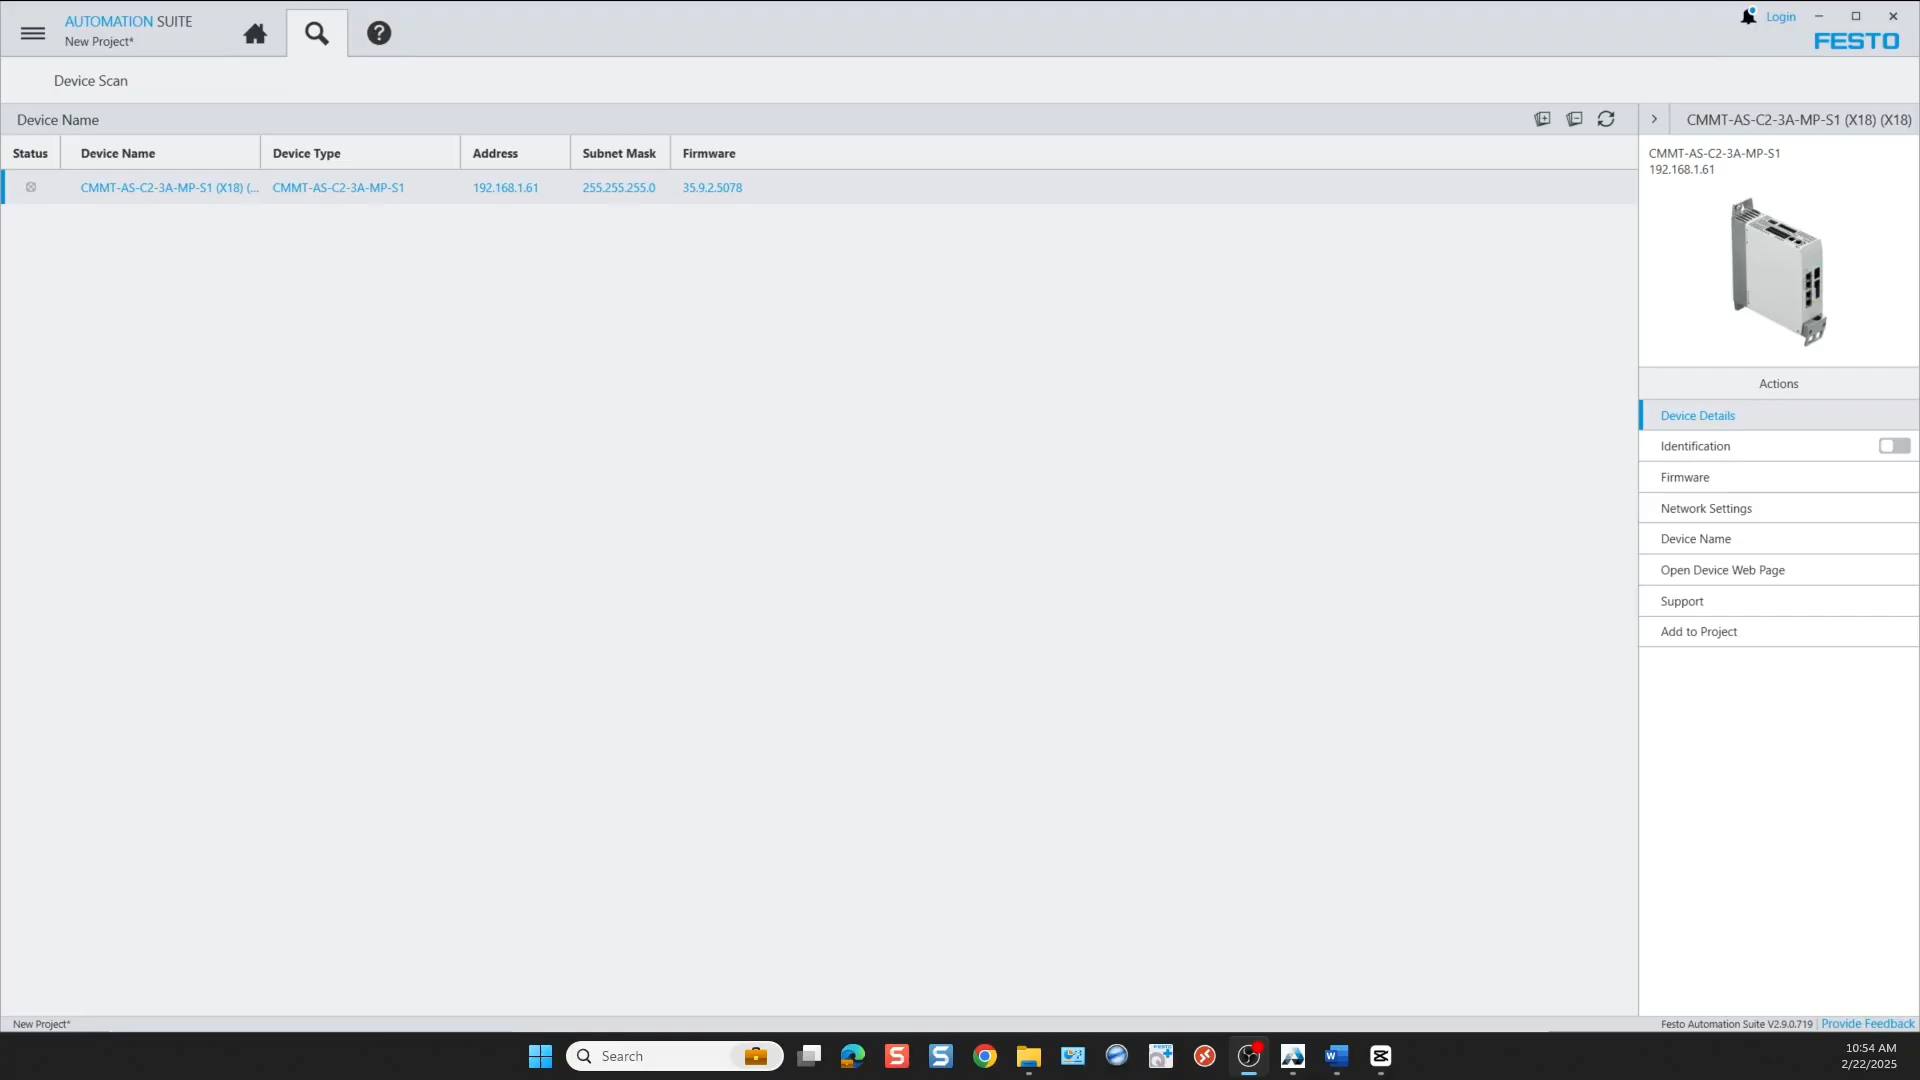 AUTOMATION SUITE
New Project*
Login
FESTO
Device Scan
Device Name
CMMT-AS-C2-3A-MP-S1 (X18) (X18)
Status Device Name Device Type Address Subnet Mask Firmware
CMMT-AS-C2-3A-MP-S1 (X18) (... CMMT-AS-C2-3A-MP-S1 192.168.1.61 255.255.255.0 35.9.2.5078
CMMT-AS-C2-3A-MP-S1
192.168.1.61
Actions
Device Details
Identification
Firmware
Network Settings
Device Name
Open Device Web Page
Support
Add to Project
New Project*
Festo Automation Suite V2.9.0.719 Provide Feedback
Search
10:54 AM
2/22/2025